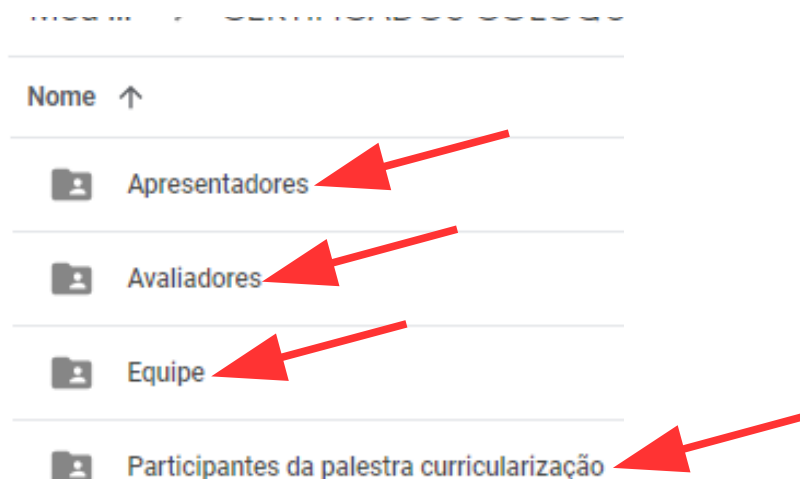 Nome
Apresentadores
Avaliadores
Equipe
Participantes da palestra curricularização